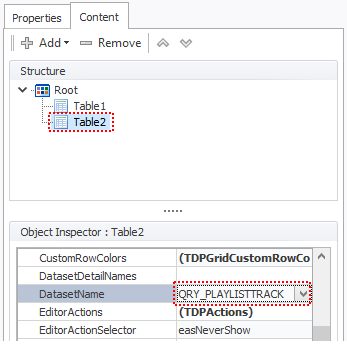 Properties Content
Add Remove
Structure
Root
Table1
Table2
Object Inspector : Table2
CustomRowColors (TDPGridCustomRowCo
DatasetDetailNames
DatasetName QRY_PLAYLISTTRACK
EditorActions (TDPActions)
EditorActionSelector easNeverShow